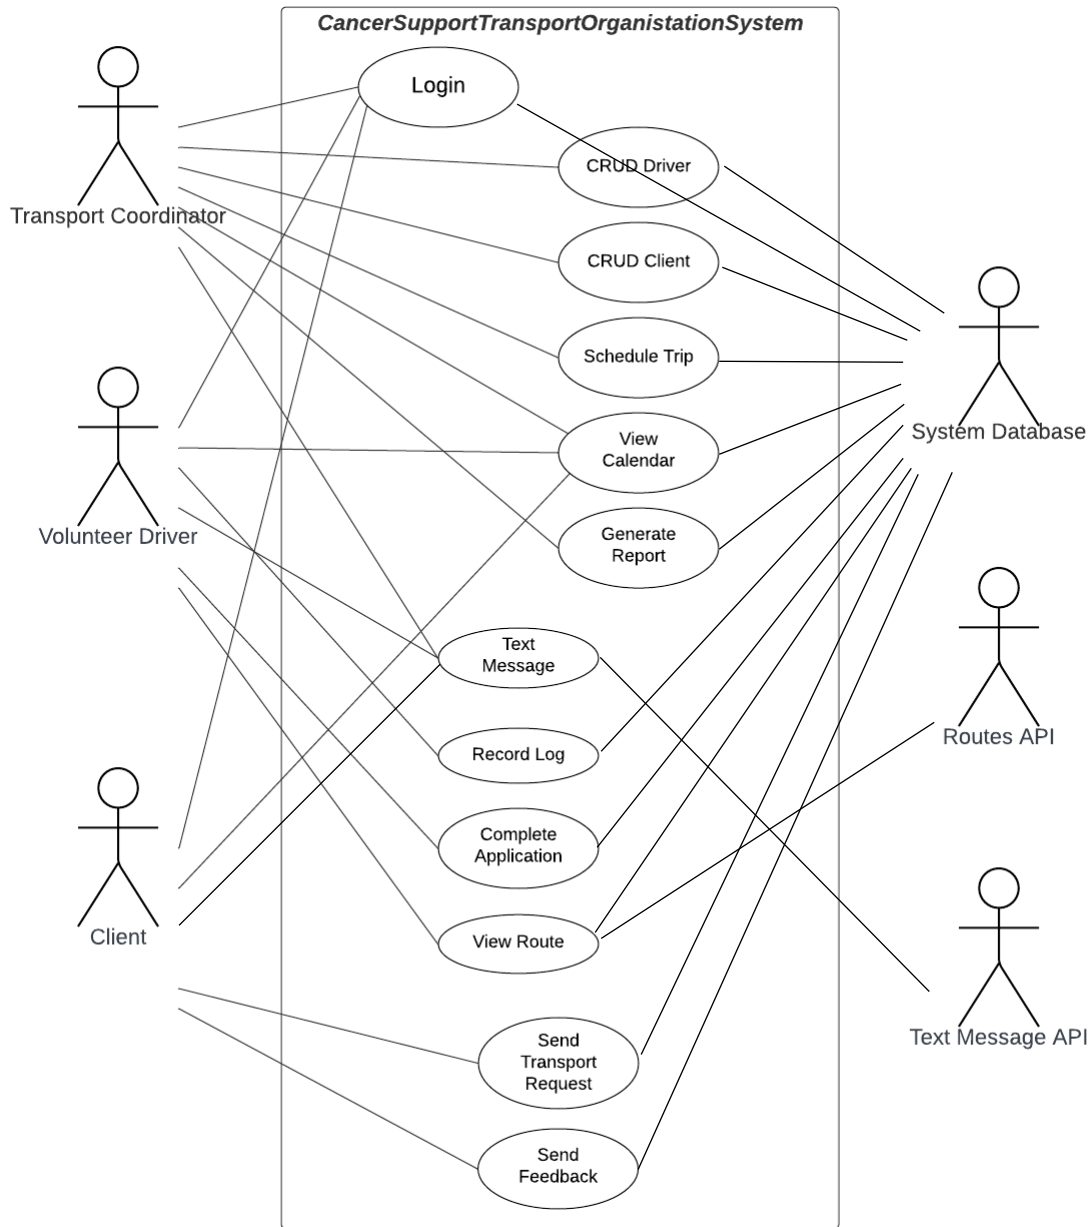 CancerSupportTransportOrganistationSystem
Login
CRUD Driver
Transport Coordinator
CRUD Client
Schedule Trip
System Database
View
Calendar
Volunteer Driver
Generate
Report
Text
Message
Record Log
Routes API
Complete
Application
Client
View Route
Text Message API
Send
Transport
Request
Send
Feedback